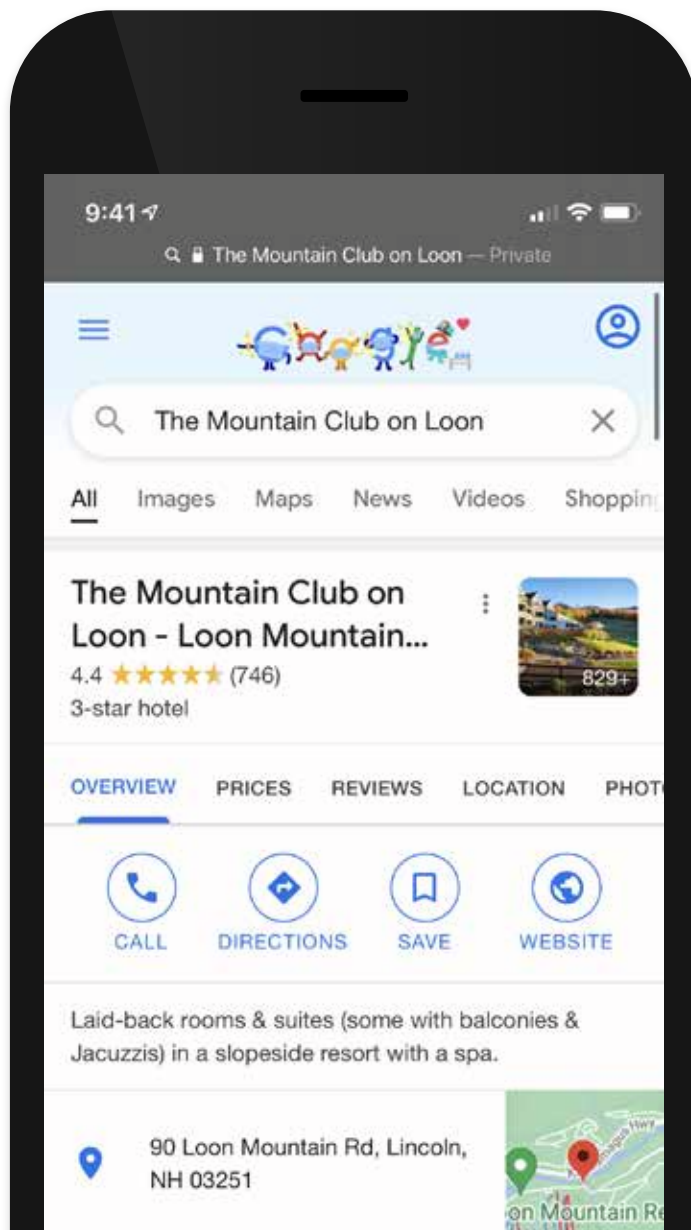 9:41
The Mountain Club on Loon — Private
Google
The Mountain Club on Loon
All Images Maps News Videos Shopping
The Mountain Club on
Loon - Loon Mountain...
4.4 (746)
829+
3-star hotel
OVERVIEW PRICES REVIEWS LOCATION PHOT
CALL DIRECTIONS SAVE WEBSITE
Laid-back rooms & suites (some with balconies &
Jacuzzis) in a slopeside resort with a spa.
90 Loon Mountain Rd, Lincoln,
NH 03251
Hwy
on Mountain Re